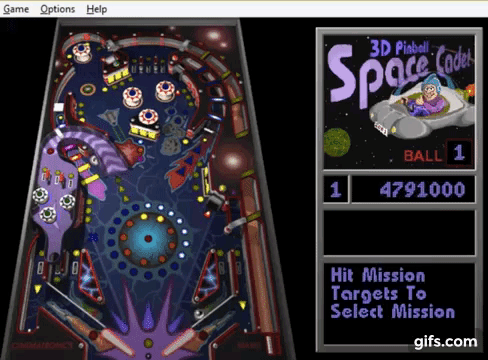 Game Options Help
3D Pinball
Space Cadet
BALL 1
1 4791000
Hit Mission
Targets To
Select Mission
CINEMATRONICS
gifs.com